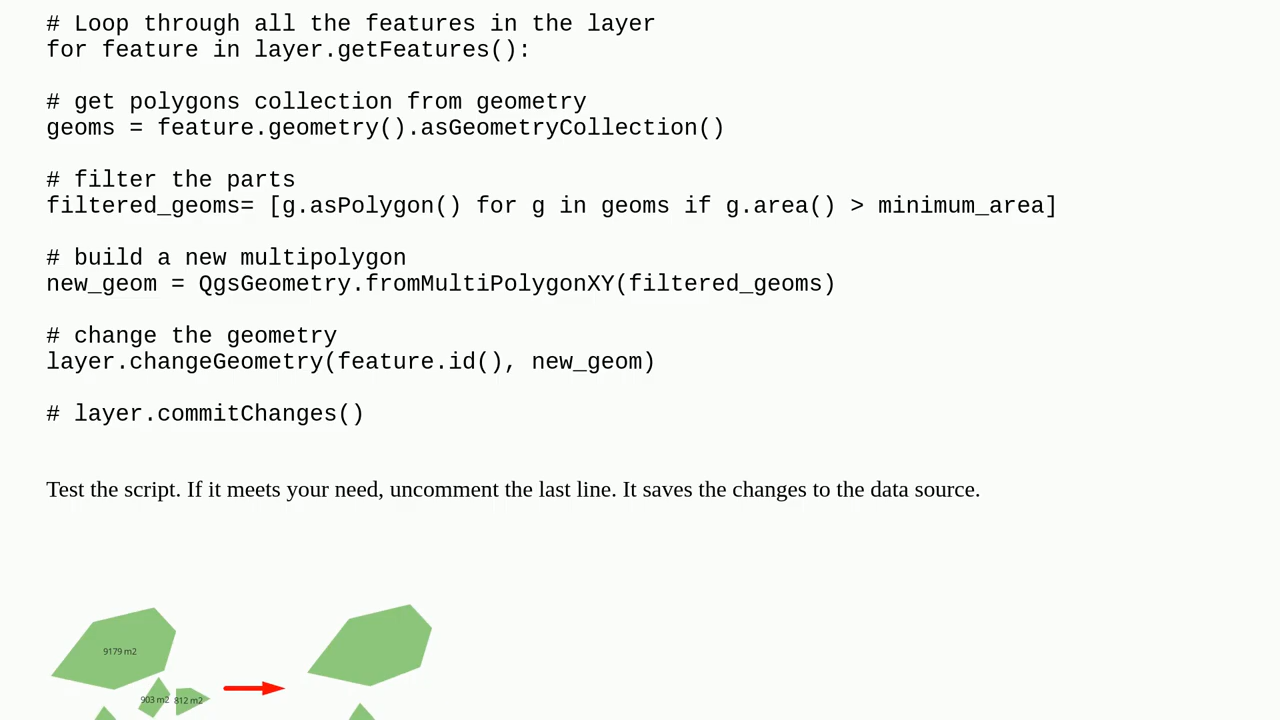 # Loop through all the features in the layer
for feature in layer.getFeatures():
# get polygons collection from geometry
geoms = feature.geometry().asGeometryCollection()
# filter the parts
filtered_geoms= [g.asPolygon() for g in geoms if g.area() > minimum_area]
# build a new multipolygon
new_geom = QgsGeometry.fromMultiPolygonXY(filtered_geoms)
# change the geometry
layer.changeGeometry(feature.id(), new_geom)
# layer.commitChanges()
Test the script. If it meets your need, uncomment the last line. It saves the changes to the data source.
9179 m2
903 m2 812 m2